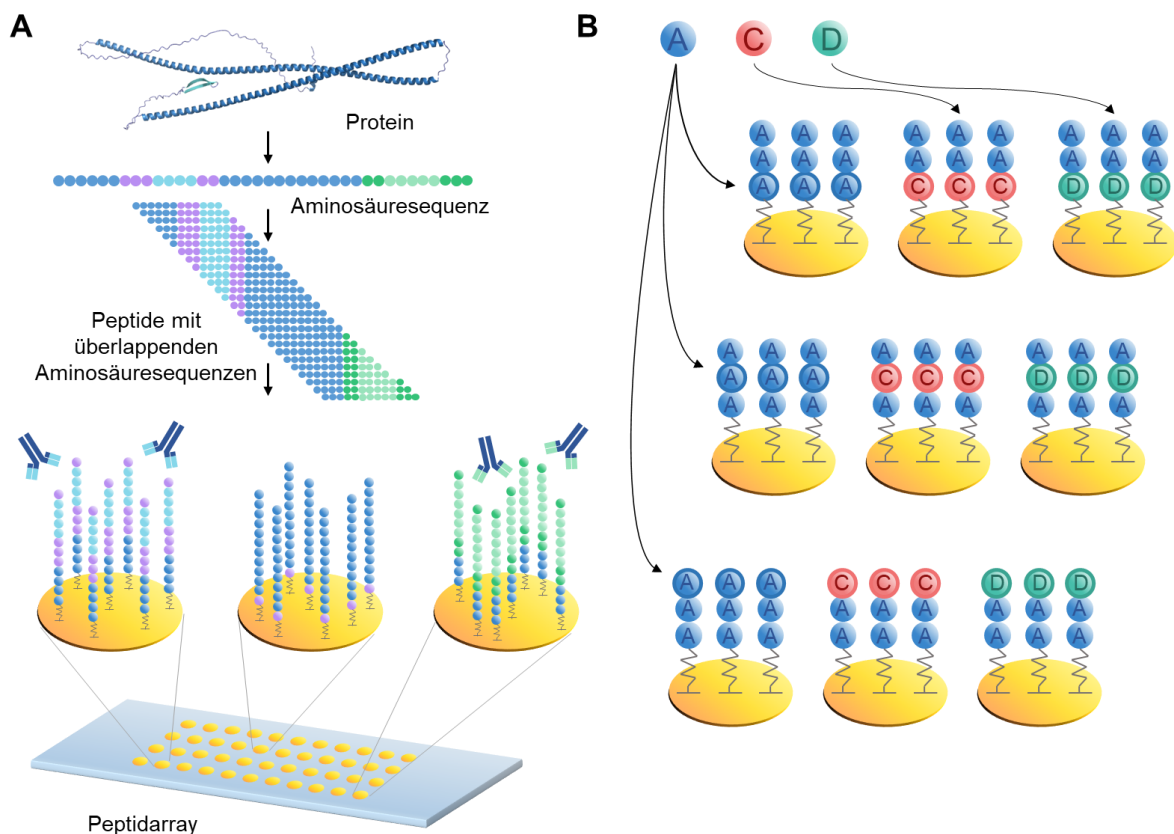 A
Protein
Aminosäuresequenz
Peptide mit
überlappenden
Aminosäuresequenzen
Peptidarray
B
A C D
A A A A A A A A A
A A A A A A A A A
A A A C C C D D D
A A A A A A A A A
A A A C C C D D D
A A A A A A A A A
A A A C C C D D D
A A A A A A A A A
A A A A A A A A A